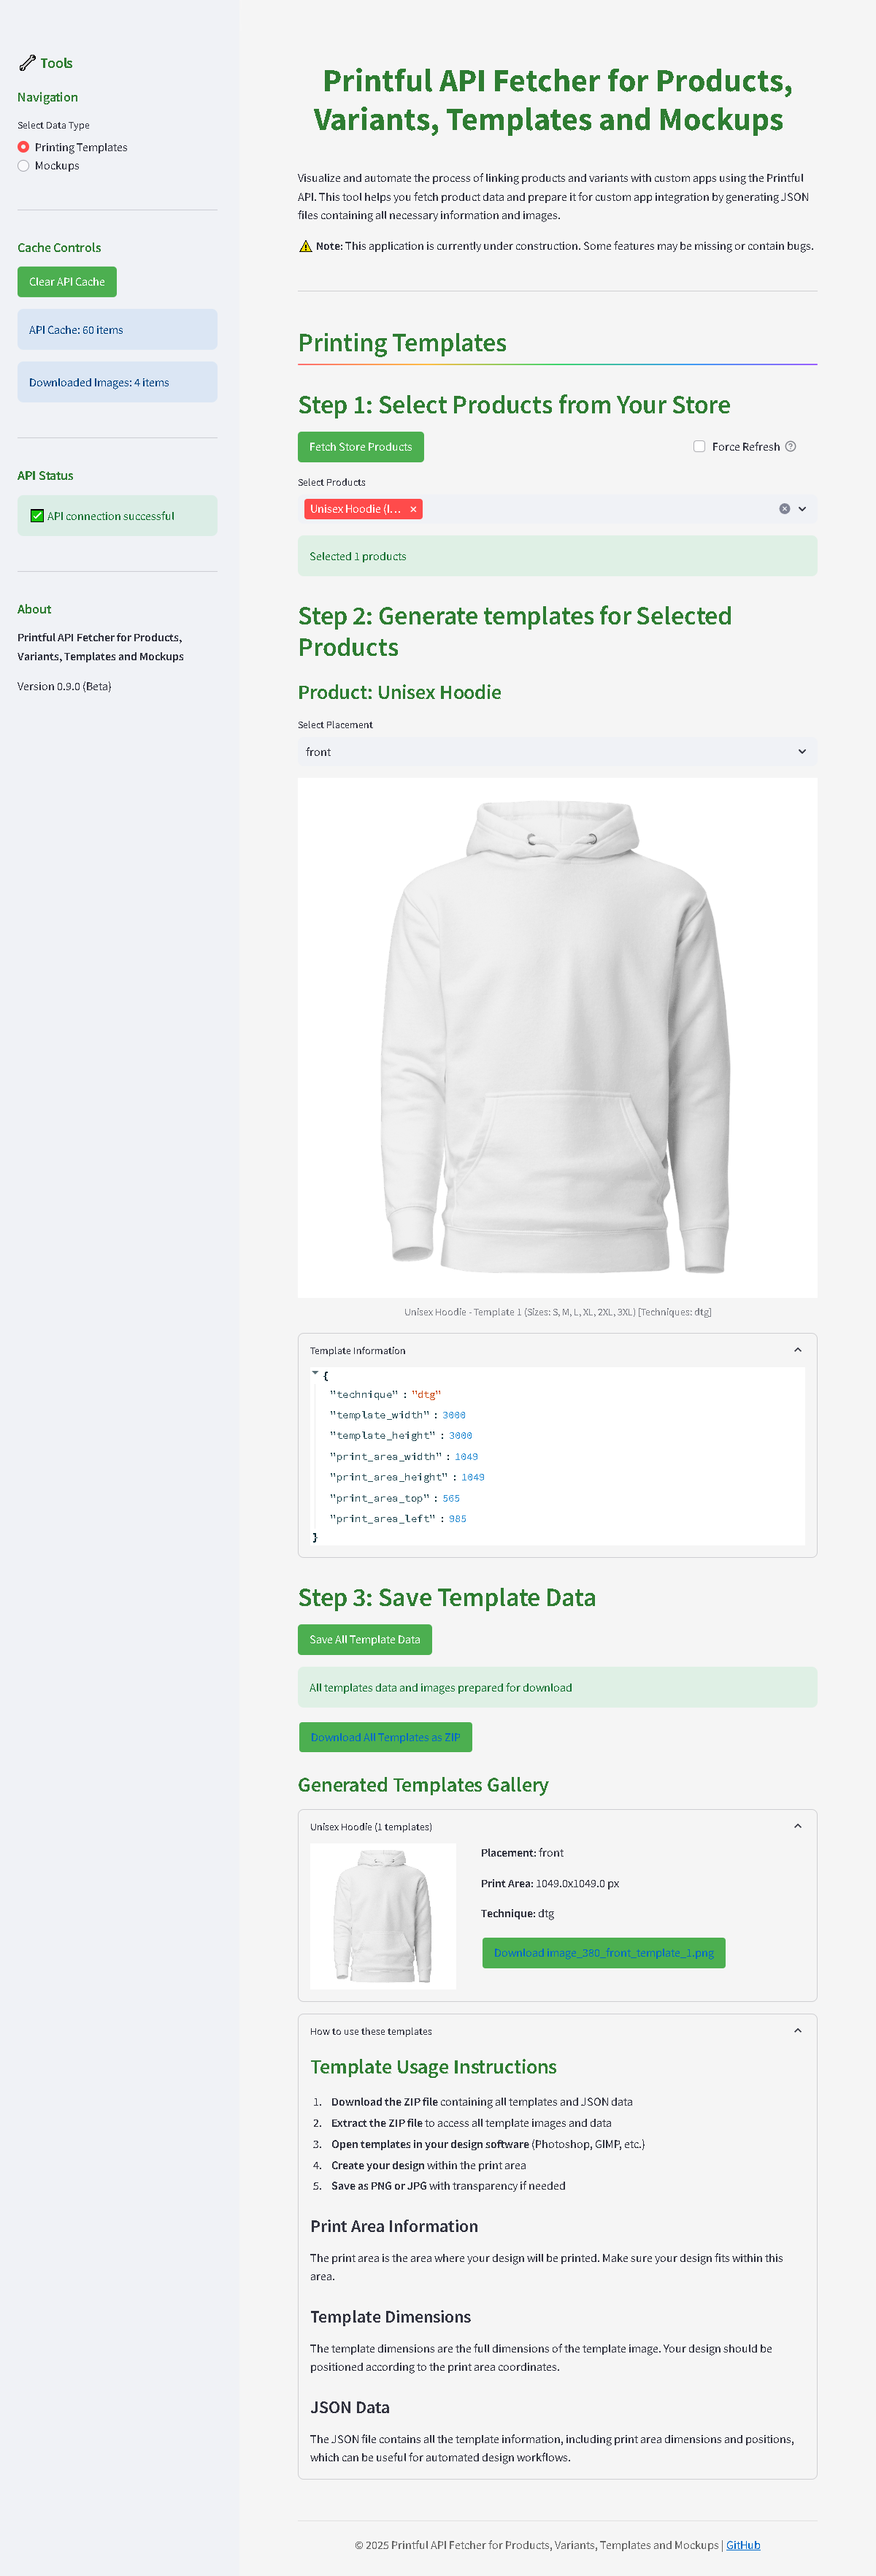 Tools
Navigation
Select Data Type
Printing Templates
Mockups
Cache Controls
Clear API Cache
API Cache: 60 items
Downloaded Images: 4 items
API Status
API connection successful
About
Printful API Fetcher for Products,
Variants, Templates and Mockups
Version 0.9.0 (Beta)
Printful API Fetcher for Products,
Variants, Templates and Mockups
Visualize and automate the process of linking products and variants with custom apps using the Printful
API. This tool helps you fetch product data and prepare it for custom app integration by generating JSON
files containing all necessary information and images.
Note: This application is currently under construction. Some features may be missing or contain bugs.
Printing Templates
Step 1: Select Products from Your Store
Fetch Store Products
Force Refresh
Select Products
Unisex Hoodie (I...
Selected 1 products
Step 2: Generate templates for Selected
Products
Product: Unisex Hoodie
Select Placement
front
Unisex Hoodie - Template 1 (Sizes: S, M, L, XL, 2XL, 3XL) [Techniques: dtg]
Template Information
{
"technique" : "dtg"
"template_width" : 3000
"template_height" : 3000
"print_area_width" : 1049
"print_area_height" : 1049
"print_area_top" : 565
"print_area_left" : 985
}
Step 3: Save Template Data
Save All Template Data
All templates data and images prepared for download
Download All Templates as ZIP
Generated Templates Gallery
Unisex Hoodie (1 templates)
Placement: front
Print Area: 1049.0x1049.0 px
Technique: dtg
Download image_380_front_template_1.png
How to use these templates
Template Usage Instructions
1. Download the ZIP file containing all templates and JSON data
2. Extract the ZIP file to access all template images and data
3. Open templates in your design software (Photoshop, GIMP, etc.)
4. Create your design within the print area
5. Save as PNG or JPG with transparency if needed
Print Area Information
The print area is the area where your design will be printed. Make sure your design fits within this
area.
Template Dimensions
The template dimensions are the full dimensions of the template image. Your design should be
positioned according to the print area coordinates.
JSON Data
The JSON file contains all the template information, including print area dimensions and positions,
which can be useful for automated design workflows.
© 2025 Printful API Fetcher for Products, Variants, Templates and Mockups | GitHub